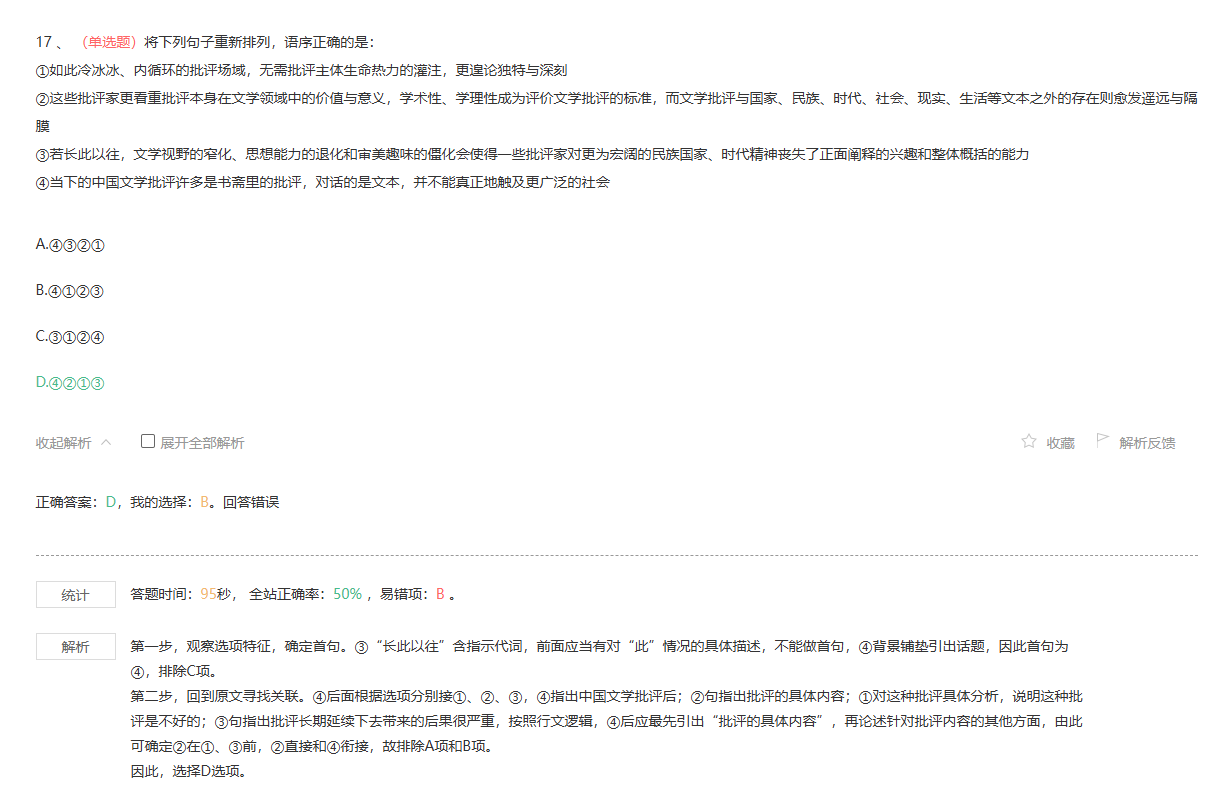 17 、 （单选题）将下列句子重新排列，语序正确的是：
①如此冷冰冰、内循环的批评场域，无需批评主体生命热力的灌注，更遑论独特与深刻
②这些批评家更看重批评本身在文学领域中的价值与意义，学术性、学理性成为评价文学批评的标准，而文学批评与国家、民族、时代、社会、现实、生活等文本之外的存在则愈发遥远与隔
膜
③若长此以往，文学视野的窄化、思想能力的退化和审美趣味的僵化会使得一些批评家对更为宏阔的民族国家、时代精神丧失了正面阐释的兴趣和整体概括的能力
④当下的中国文学批评许多是书斋里的批评，对话的是文本，并不能真正地触及更广泛的社会
A.④③②①
B.④①②③
C.③①②④
D.④②①③
收起解析 展开全部解析 收藏 解析反馈
正确答案：D，我的选择：B。回答错误
统计 答题时间：95秒， 全站正确率：50% ，易错项：B 。
解析 第一步，观察选项特征，确定首句。③“长此以往”含指示代词，前面应当有对“此”情况的具体描述，不能做首句，④背景铺垫引出话题，因此首句为
④，排除C项。
第二步，回到原文寻找关联。④后面根据选项分别接①、②、③，④指出中国文学批评后；②句指出批评的具体内容；①对这种批评具体分析，说明这种批
评是不好的；③句指出批评长期延续下去带来的后果很严重，按照行文逻辑，④后应最先引出“批评的具体内容”，再论述针对批评内容的其他方面，由此
可确定②在①、③前，②直接和④衔接，故排除A项和B项。
因此，选择D选项。